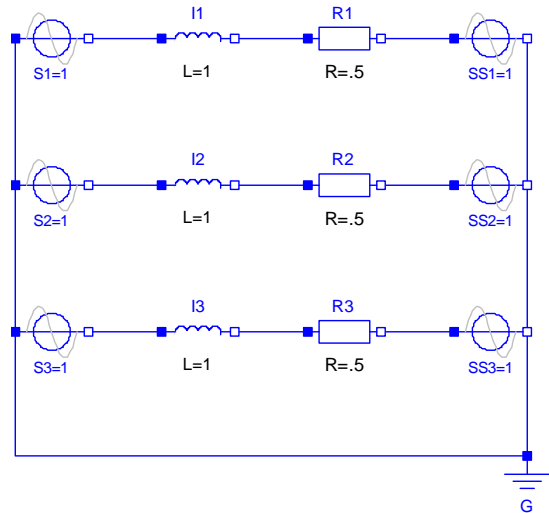 I1 R1
S1=1 L=1 R=.5 SS1=1
I2 R2
S2=1 L=1 R=.5 SS2=1
I3 R3
S3=1 L=1 R=.5 SS3=1
G